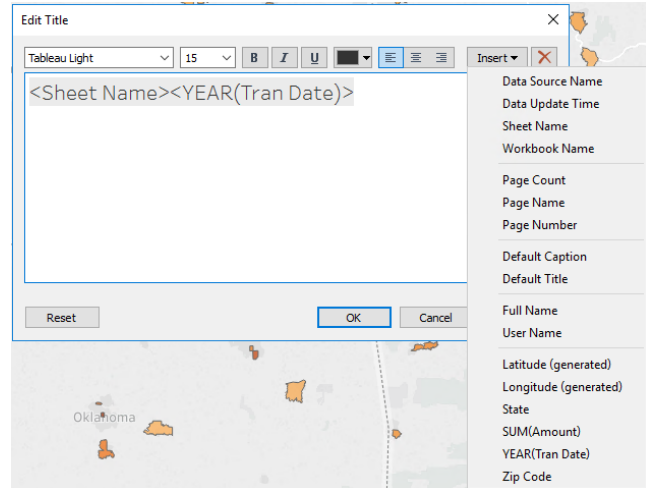 Edit Title
Tableau Light 15 B I U Insert
<Sheet Name><YEAR(Tran Date)>
Reset OK Cancel
Data Source Name
Data Update Time
Sheet Name
Workbook Name
Page Count
Page Name
Page Number
Default Caption
Default Title
Full Name
User Name
Latitude (generated)
Longitude (generated)
State
SUM(Amount)
YEAR(Tran Date)
Zip Code
Oklahoma